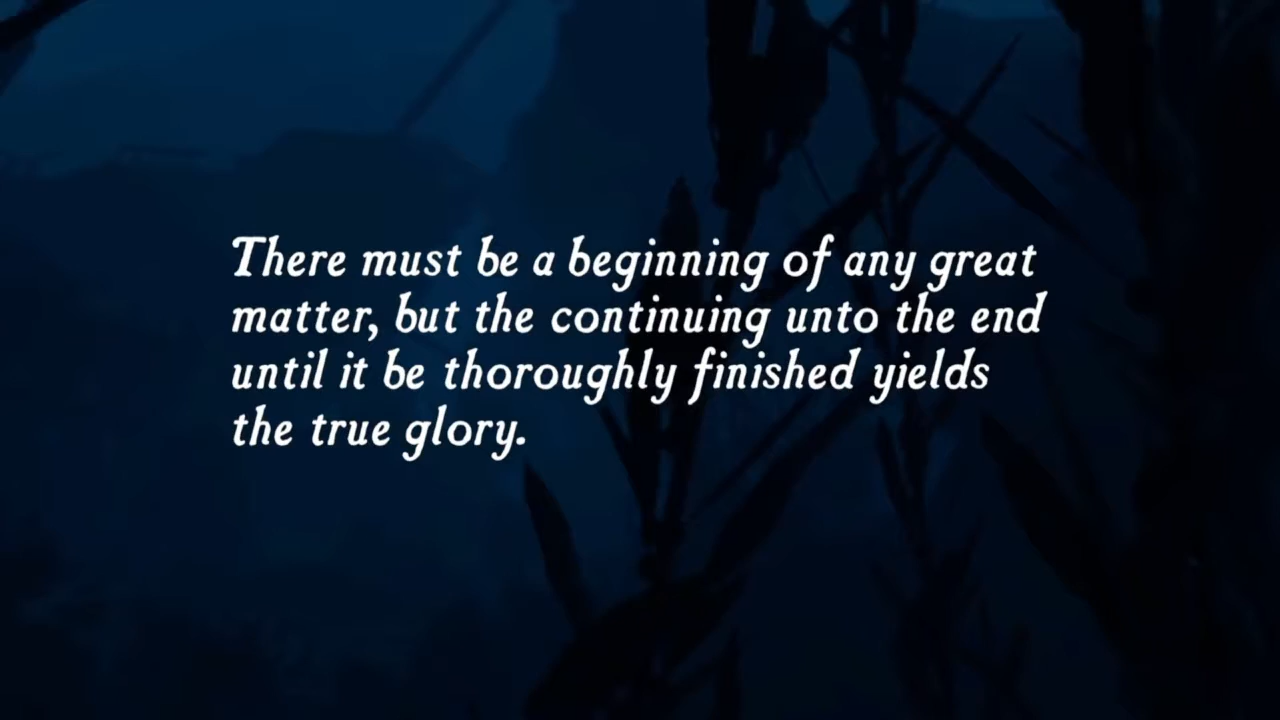 There must be a beginning of any great
matter, but the continuing unto the end
until it be thoroughly finished yields
the true glory.